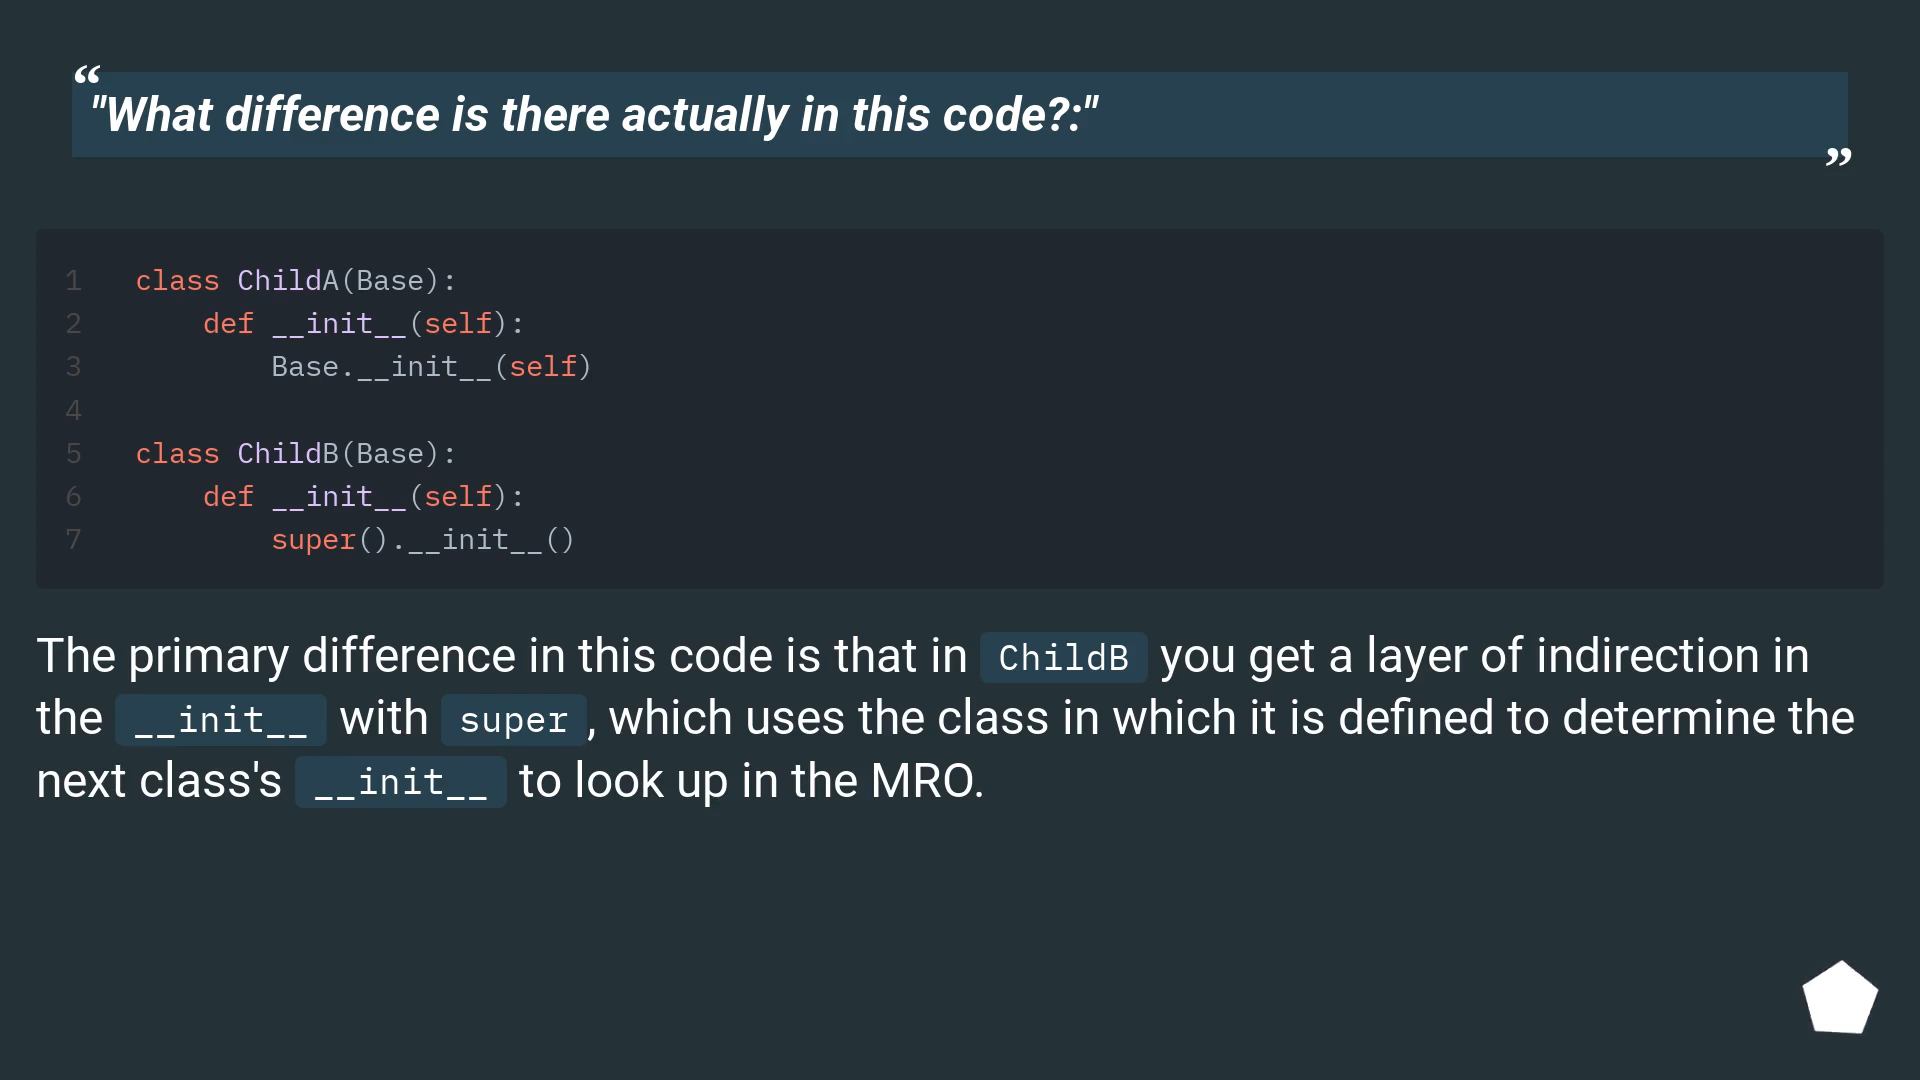 “
"What difference is there actually in this code?:"
”
1 class ChildA(Base):
2     def __init__(self):
3         Base.__init__(self)
4
5 class ChildB(Base):
6     def __init__(self):
7         super().__init__()
The primary difference in this code is that in ChildB you get a layer of indirection in
the __init__ with super, which uses the class in which it is defined to determine the
next class's __init__ to look up in the MRO.